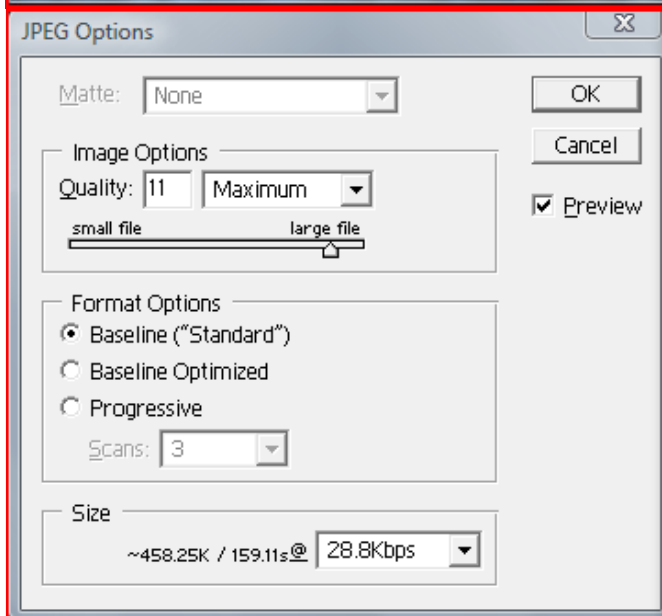 JPEG Options
Matte: None
OK
Image Options
Cancel
Quality: 11 Maximum
Preview
small file large file
Format Options
Baseline ("Standard")
Baseline Optimized
Progressive
Scans: 3
Size
~458.25K / 159.11s@ 28.8Kbps